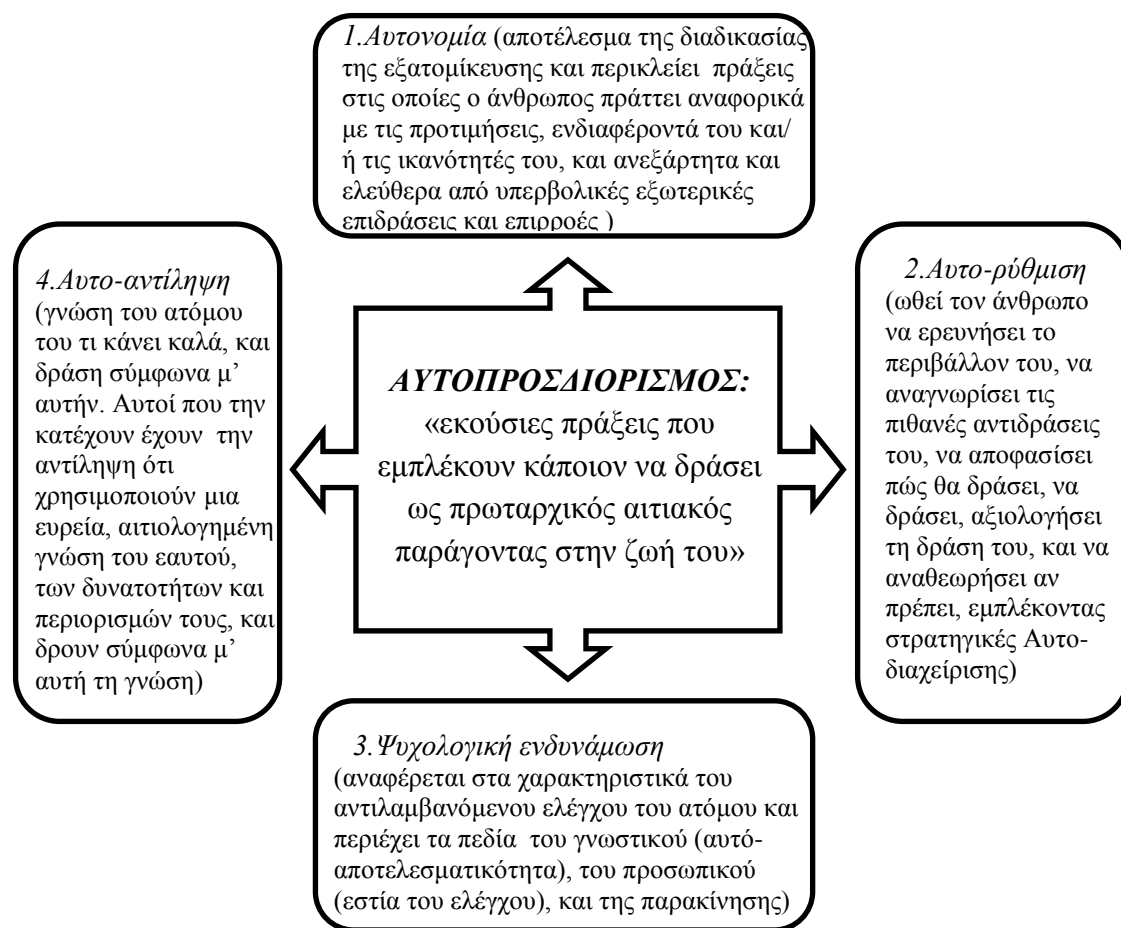 1.Αυτονομία (αποτέλεσμα της διαδικασίας
της εξατομίκευσης και περικλείει πράξεις
στις οποίες ο άνθρωπος πράττει αναφορικά
με τις προτιμήσεις, ενδιαφέροντά του και/
ή τις ικανότητές του, και ανεξάρτητα και
ελεύθερα από υπερβολικές εξωτερικές
επιδράσεις και επιρροές )
4.Αυτο-αντίληψη
(γνώση του ατόμου
του τι κάνει καλά, και
δράση σύμφωνα μ’
αυτήν. Αυτοί που την
κατέχουν έχουν την
αντίληψη ότι
χρησιμοποιούν μια
ευρεία, αιτιολογημένη
γνώση του εαυτού,
των δυνατοτήτων και
περιορισμών τους, και
δρουν σύμφωνα μ’
αυτή τη γνώση)
ΑΥΤΟΠΡΟΣΔΙΟΡΙΣΜΟΣ:
«εκούσιες πράξεις που
εμπλέκουν κάποιον να δράσει
ως πρωταρχικός αιτιακός
παράγοντας στην ζωή του»
2.Αυτο-ρύθμιση
(ωθεί τον άνθρωπο
να ερευνήσει το
περιβάλλον του, να
αναγνωρίσει τις
πιθανές αντιδράσεις
του, να αποφασίσει
πώς θα δράσει, να
δράσει, αξιολογήσει
τη δράση του, και να
αναθεωρήσει αν
πρέπει, εμπλέκοντας
στρατηγικές Αυτο-
διαχείρισης)
3.Ψυχολογική ενδυνάμωση
(αναφέρεται στα χαρακτηριστικά του
αντιλαμβανόμενου ελέγχου του ατόμου και
περιέχει τα πεδία του γνωστικού (αυτό-
αποτελεσματικότητα), του προσωπικού
(εστία του ελέγχου), και της παρακίνησης)